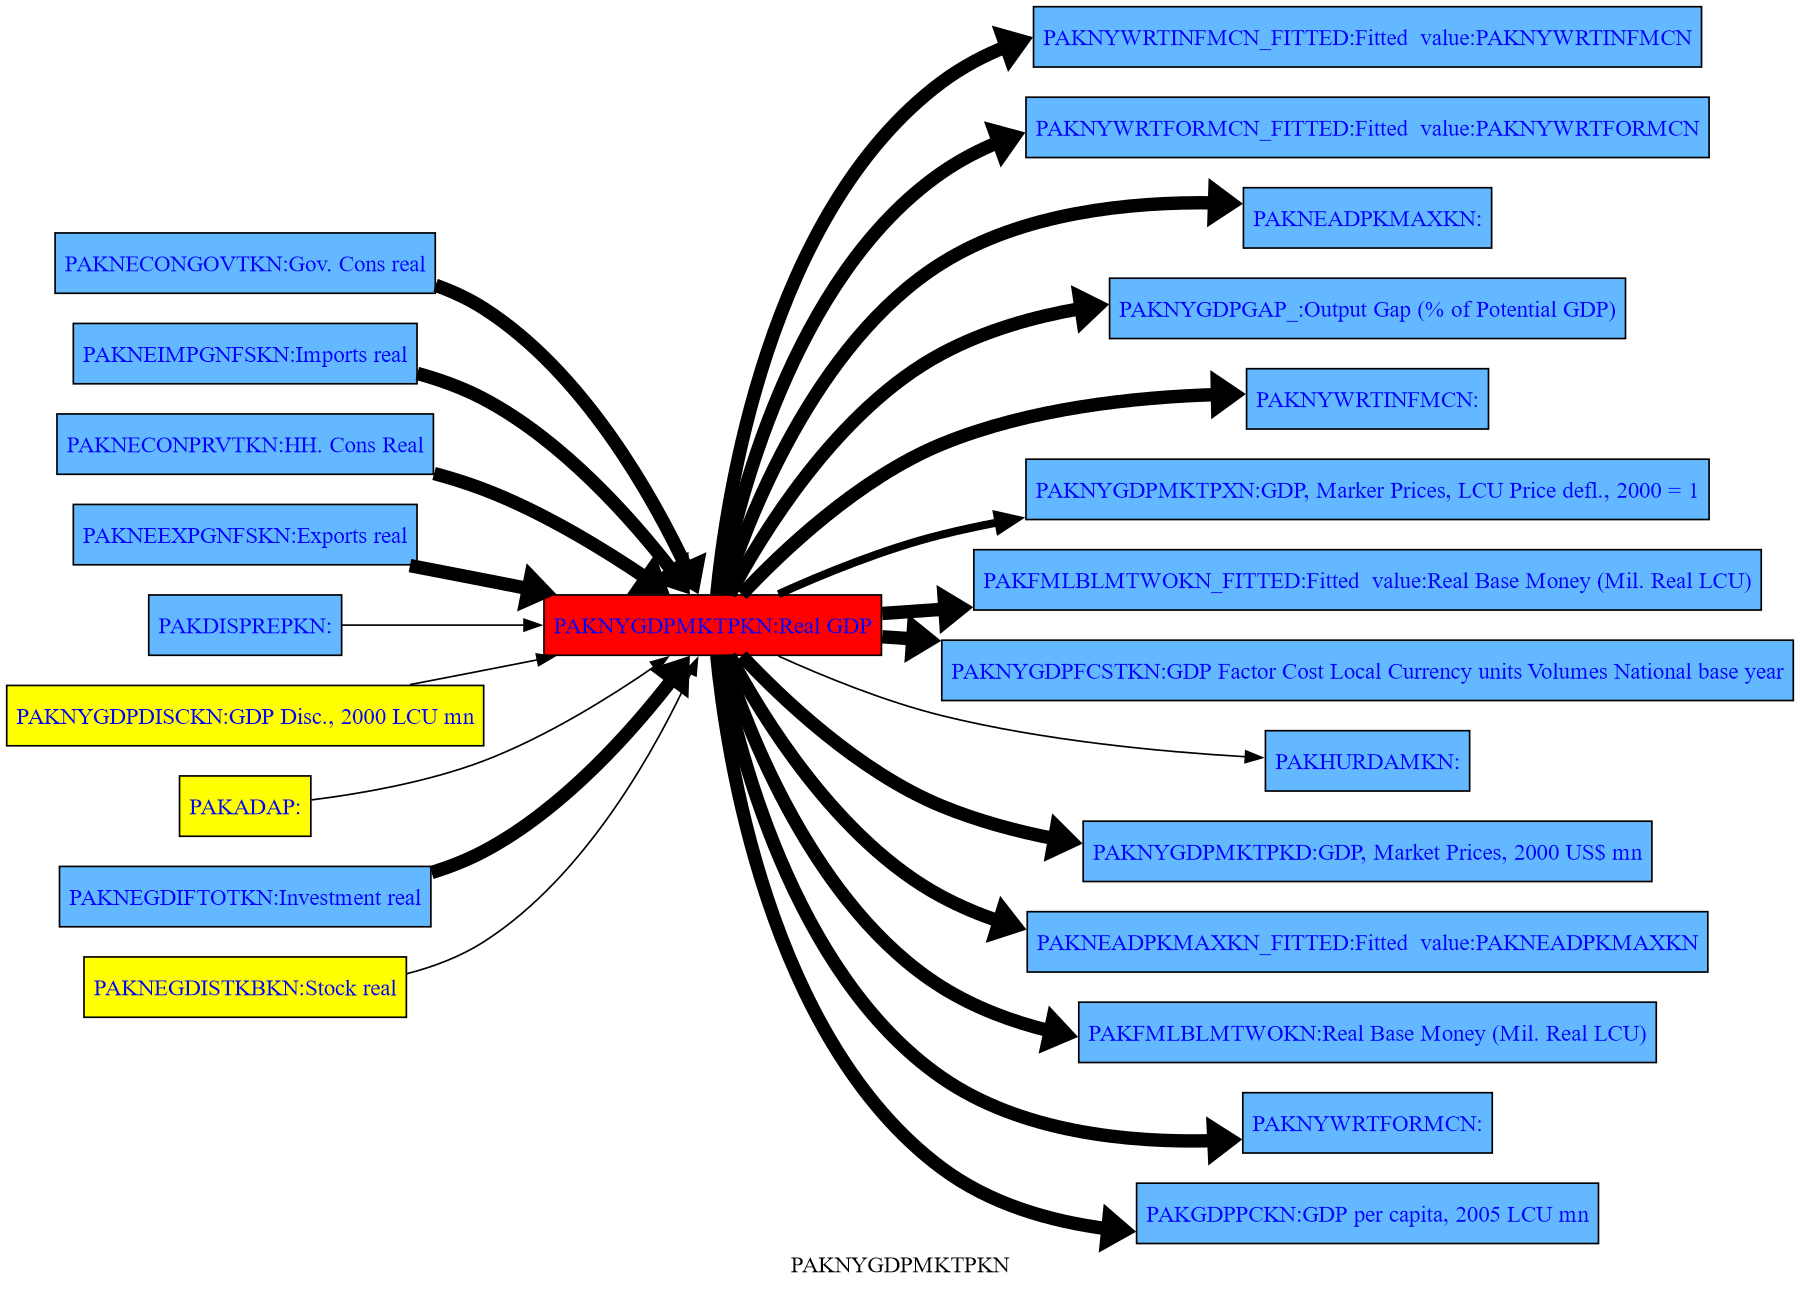 PAKNECONGOVTKN:Gov. Cons real
PAKNEIMPGNFSKN:Imports real
PAKNECONPRVTKN:HH. Cons Real
PAKNEEXPGNFSKN:Exports real
PAKDISPREPKN:
PAKNYGDPDISCKN:GDP Disc., 2000 LCU mn
PAKADAP:
PAKNEGDIFTOTKN:Investment real
PAKNEGDISTKBKN:Stock real
PAKNYGDPMKTPKN:Real GDP
PAKNYWRTINFMCN_FITTED:Fitted  value:PAKNYWRTINFMCN
PAKNYWRTFORMCN_FITTED:Fitted  value:PAKNYWRTFORMCN
PAKNEADPKMAXKN:
PAKNYGDPGAP_:Output Gap (% of Potential GDP)
PAKNYWRTINFMCN:
PAKNYGDPMKTPXN:GDP, Marker Prices, LCU Price defl., 2000 = 1
PAKFMLBLMTWOKN_FITTED:Fitted  value:Real Base Money (Mil. Real LCU)
PAKNYGDPFCSTKN:GDP Factor Cost Local Currency units Volumes National base year
PAKHURDAMKN:
PAKNYGDPMKTPKD:GDP, Market Prices, 2000 US$ mn
PAKNEADPKMAXKN_FITTED:Fitted  value:PAKNEADPKMAXKN
PAKFMLBLMTWOKN:Real Base Money (Mil. Real LCU)
PAKNYWRTFORMCN:
PAKGDPPCKN:GDP per capita, 2005 LCU mn
PAKNYGDPMKTPKN